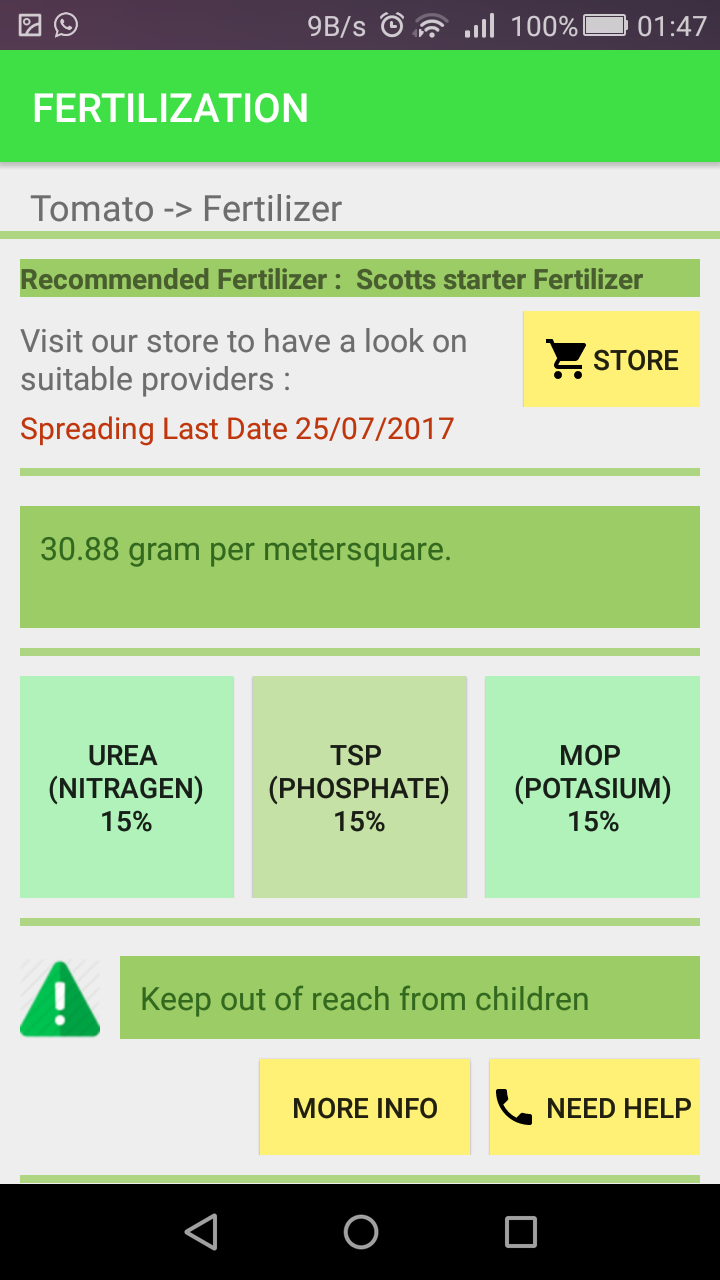 9B/s 100% 01:47
FERTILIZATION
Tomato -> Fertilizer
Recommended Fertilizer : Scotts starter Fertilizer
Visit our store to have a look on
suitable providers :
STORE
Spreading Last Date 25/07/2017
30.88 gram per metersquare.
UREA
(NITRAGEN)
15%
TSP
(PHOSPHATE)
15%
MOP
(POTASIUM)
15%
Keep out of reach from children
MORE INFO
NEED HELP